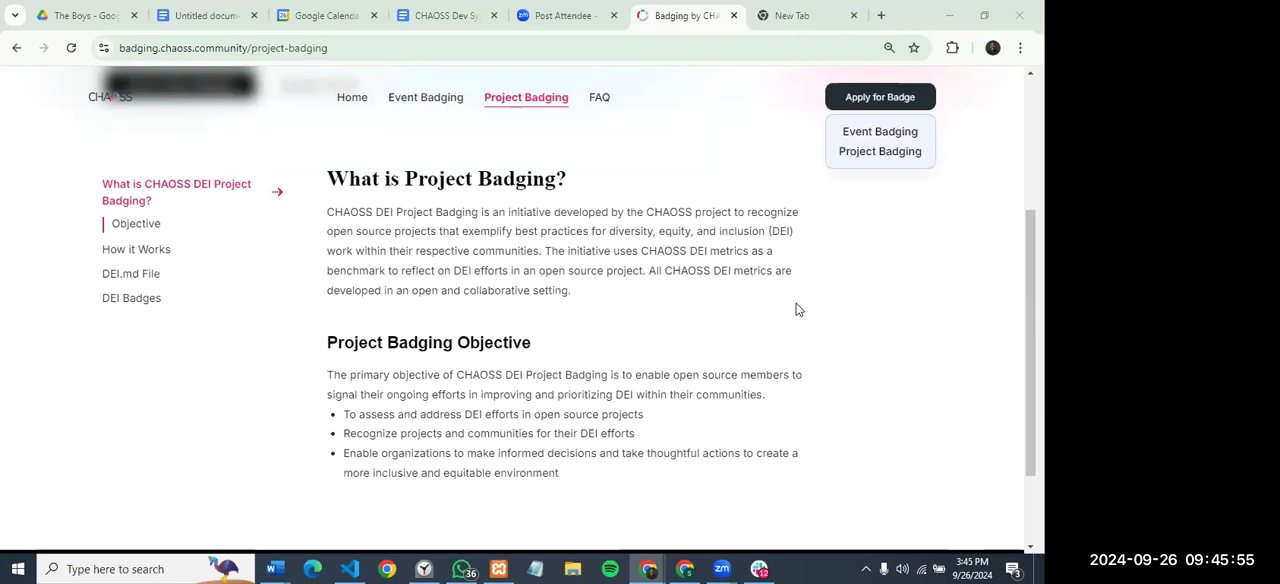 The Boys - Goo
Untitled docum
Google Calenda
CHAOSS Dev Sy
Post Attendee -
Badging by CHA
New Tab
badging.chaoss.community/project-badging
CHAOSS
Home
Event Badging
Project Badging
FAQ
Apply for Badge
Event Badging
Project Badging
What is CHAOSS DEI Project
Badging?
Objective
How it Works
DEI.md File
DEI Badges
What is Project Badging?
CHAOSS DEI Project Badging is an initiative developed by the CHAOSS project to recognize
open source projects that exemplify best practices for diversity, equity, and inclusion (DEI)
work within their respective communities. The initiative uses CHAOSS DEI metrics as a
benchmark to reflect on DEI efforts in an open source project. All CHAOSS DEI metrics are
developed in an open and collaborative setting.
Project Badging Objective
The primary objective of CHAOSS DEI Project Badging is to enable open source members to
signal their ongoing efforts in improving and prioritizing DEI within their communities.
• To assess and address DEI efforts in open source projects
• Recognize projects and communities for their DEI efforts
• Enable organizations to make informed decisions and take thoughtful actions to create a
more inclusive and equitable environment
Type here to search
36
12
3:45 PM
9/26/2024
3
2024-09-26 09:45:55